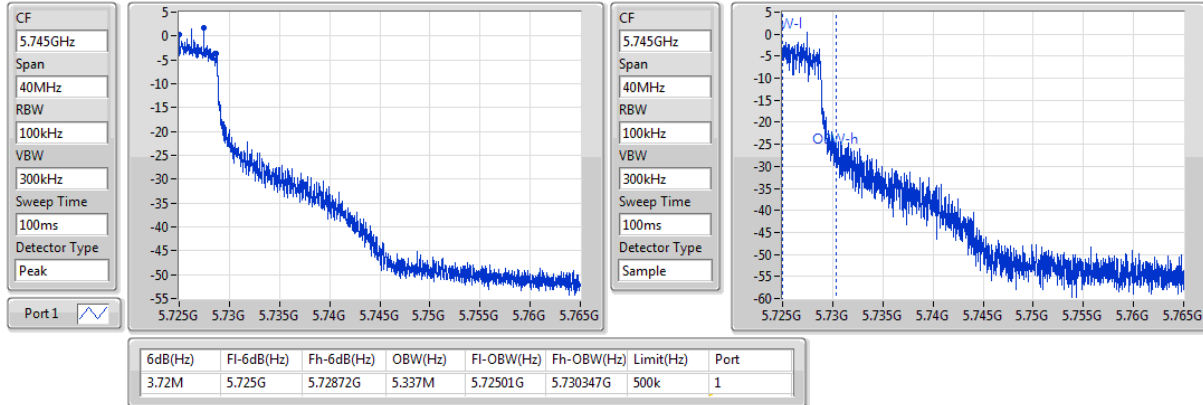 CF
5.745GHz
Span
40MHz
RBW
100kHz
VBW
300kHz
Sweep Time
100ms
Detector Type
Peak
Port 1
5
0
-5
-10
-15
-20
-25
-30
-35
-40
-45
-50
-55
5.725G 5.73G 5.735G 5.74G 5.745G 5.75G 5.755G 5.76G 5.765G
CF
5.745GHz
Span
40MHz
RBW
100kHz
VBW
300kHz
Sweep Time
100ms
Detector Type
Sample
5
0
-5
-10
-15
-20
-25
-30
-35
-40
-45
-50
-55
-60
W-l
5.725G 5.73G 5.735G 5.74G 5.745G 5.75G 5.755G 5.76G 5.765G
6dB(Hz) Fl-6dB(Hz) Fh-6dB(Hz) OBW(Hz) Fl-OBW(Hz) Fh-OBW(Hz) Limit(Hz) Port
3.72M 5.725G 5.72872G 5.337M 5.72501G 5.730347G 500k 1